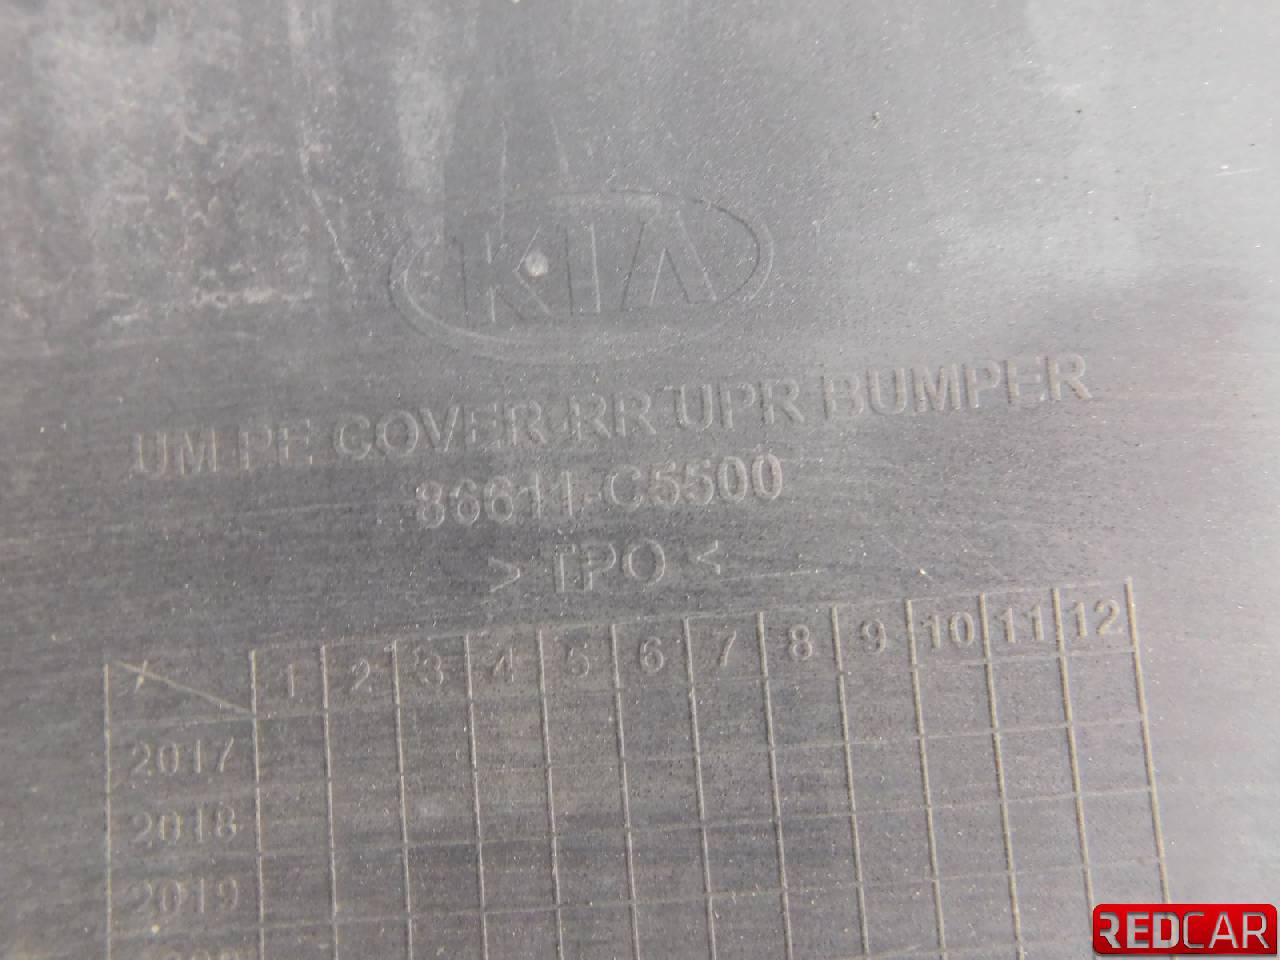 KIA
UM PE COVER-RR UPR BUMPER
86611-C5500
> TPO <
1 2 3 4 5 6 7 8 9 10 11 12
2017
2018
2019
REDCAR